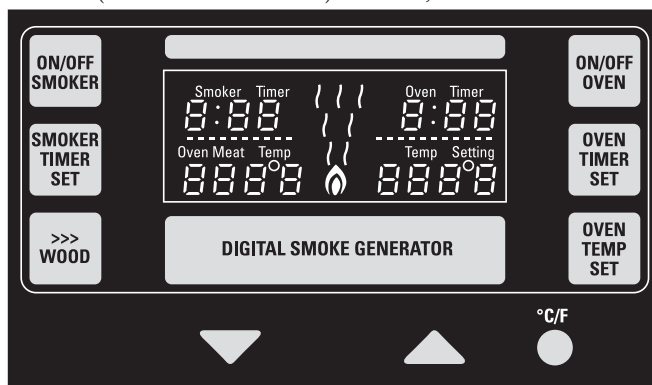 ON/OFF
SMOKER
SMOKER
TIMER
SET
>>>
WOOD
Smoker Timer
8:88
Oven Timer
8:88
Oven Meat Temp
888°8
Temp Setting
888°8
DIGITAL SMOKE GENERATOR
ON/OFF
OVEN
OVEN
TIMER
SET
OVEN
TEMP
SET
°C/F